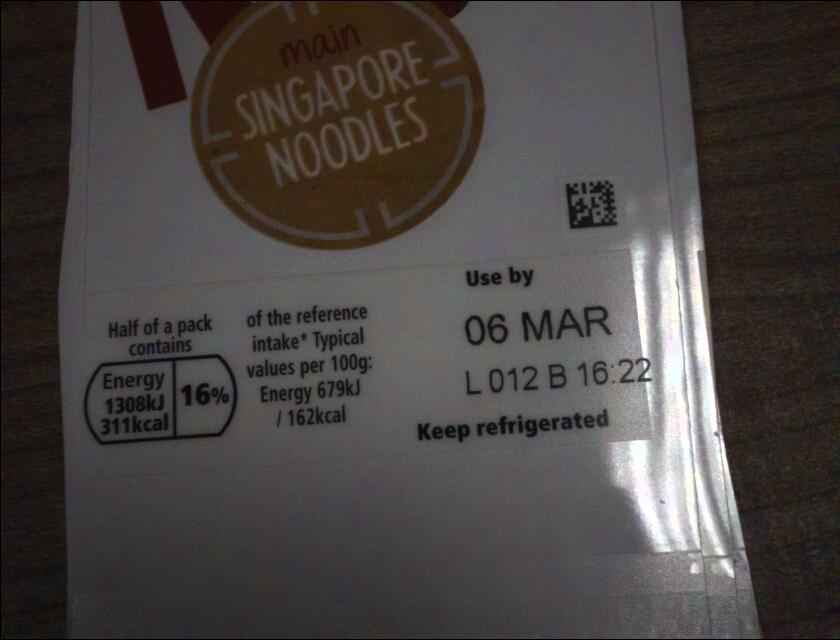 main
SINGAPORE
NOODLES
Use by
06 MAR
L 012 B 16:22
Keep refrigerated
Half of a pack
contains
Energy
1308kJ
311kcal
16%
of the reference
intake* Typical
values per 100g:
Energy 679kJ
/ 162kcal